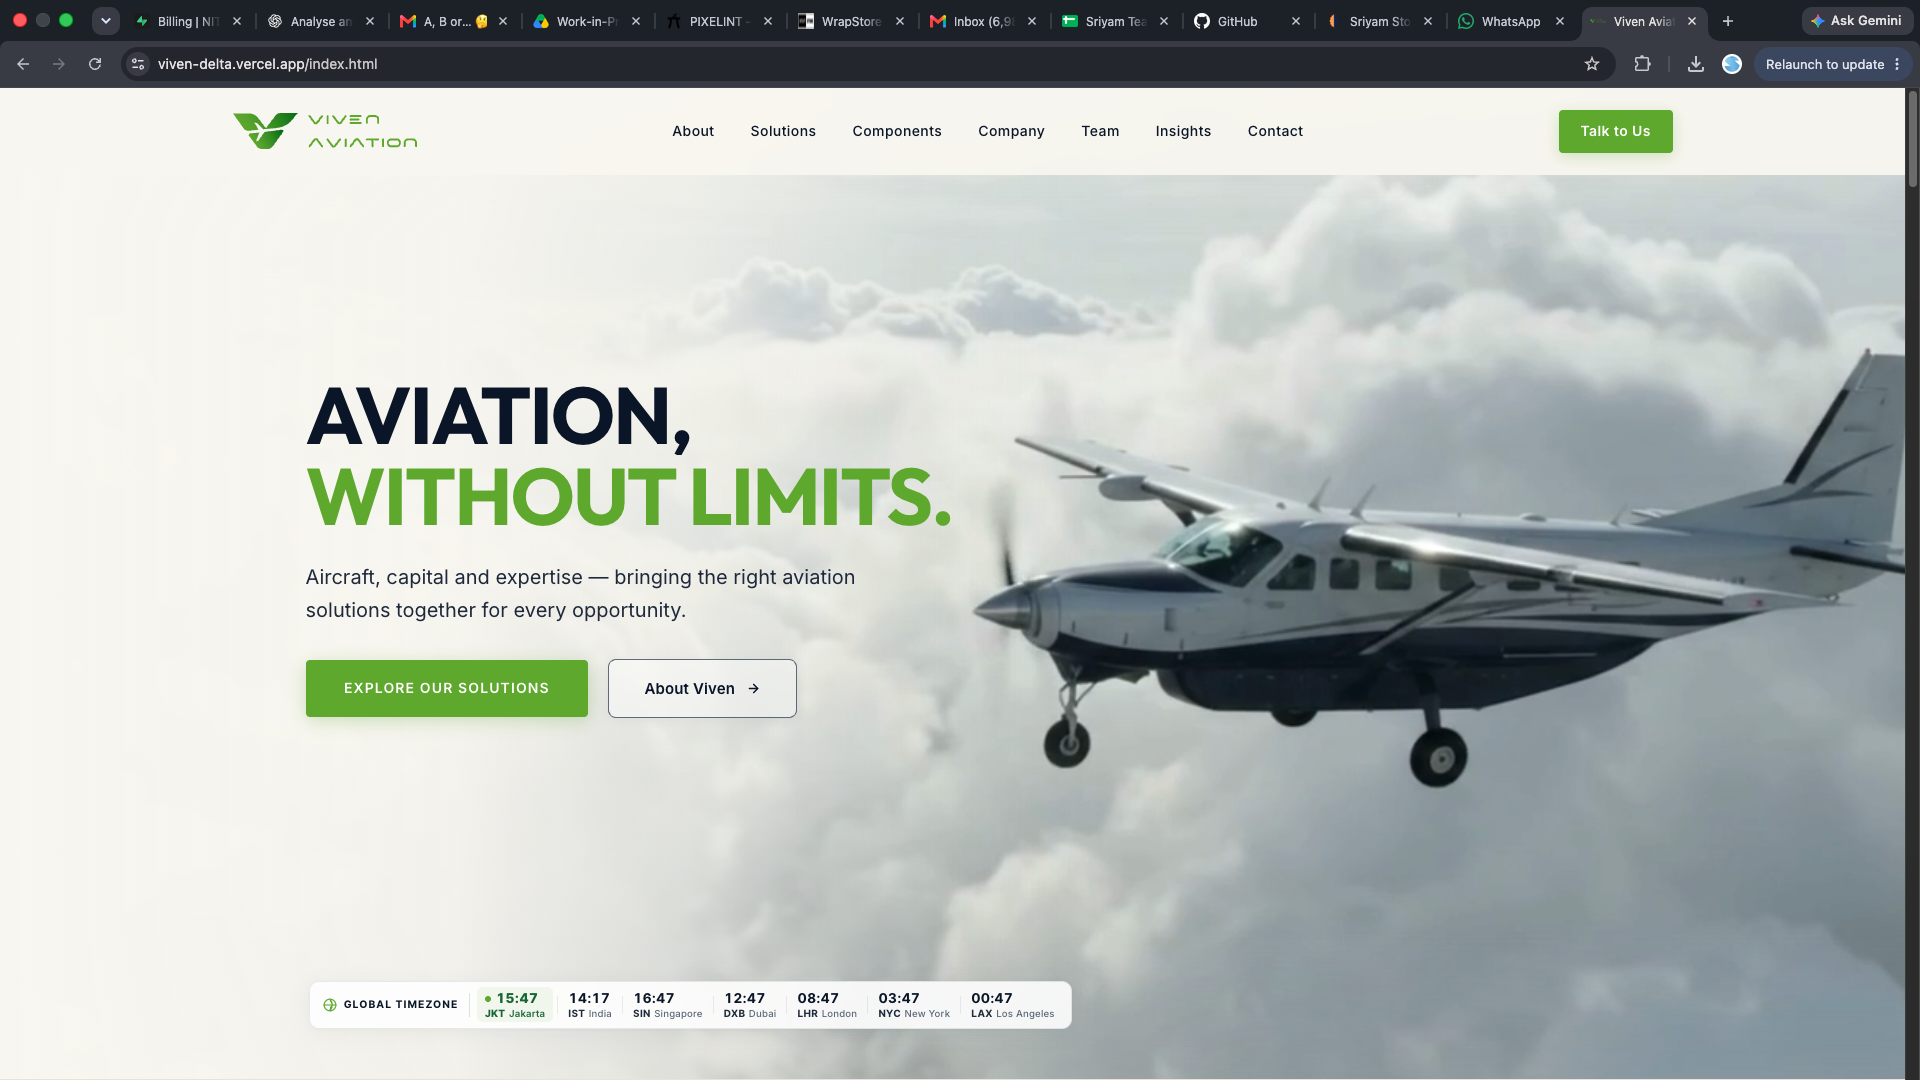 Billing | NI
Analyse an
A, B or... 🤔
Work-in-P
PIXELINT -
WrapStore
Inbox (6,9
Sriyam Tea
GitHub
Sriyam Sto
WhatsApp
Viven Avia
Ask Gemini
viven-delta.vercel.app/index.html
Relaunch to update
VIVEN
AVIATION
About
Solutions
Components
Company
Team
Insights
Contact
Talk to Us
AVIATION,
WITHOUT LIMITS.
Aircraft, capital and expertise — bringing the right aviation
solutions together for every opportunity.
EXPLORE OUR SOLUTIONS
About Viven →
GLOBAL TIMEZONE
15:47
JKT Jakarta
14:17
IST India
16:47
SIN Singapore
12:47
DXB Dubai
08:47
LHR London
03:47
NYC New York
00:47
LAX Los Angeles